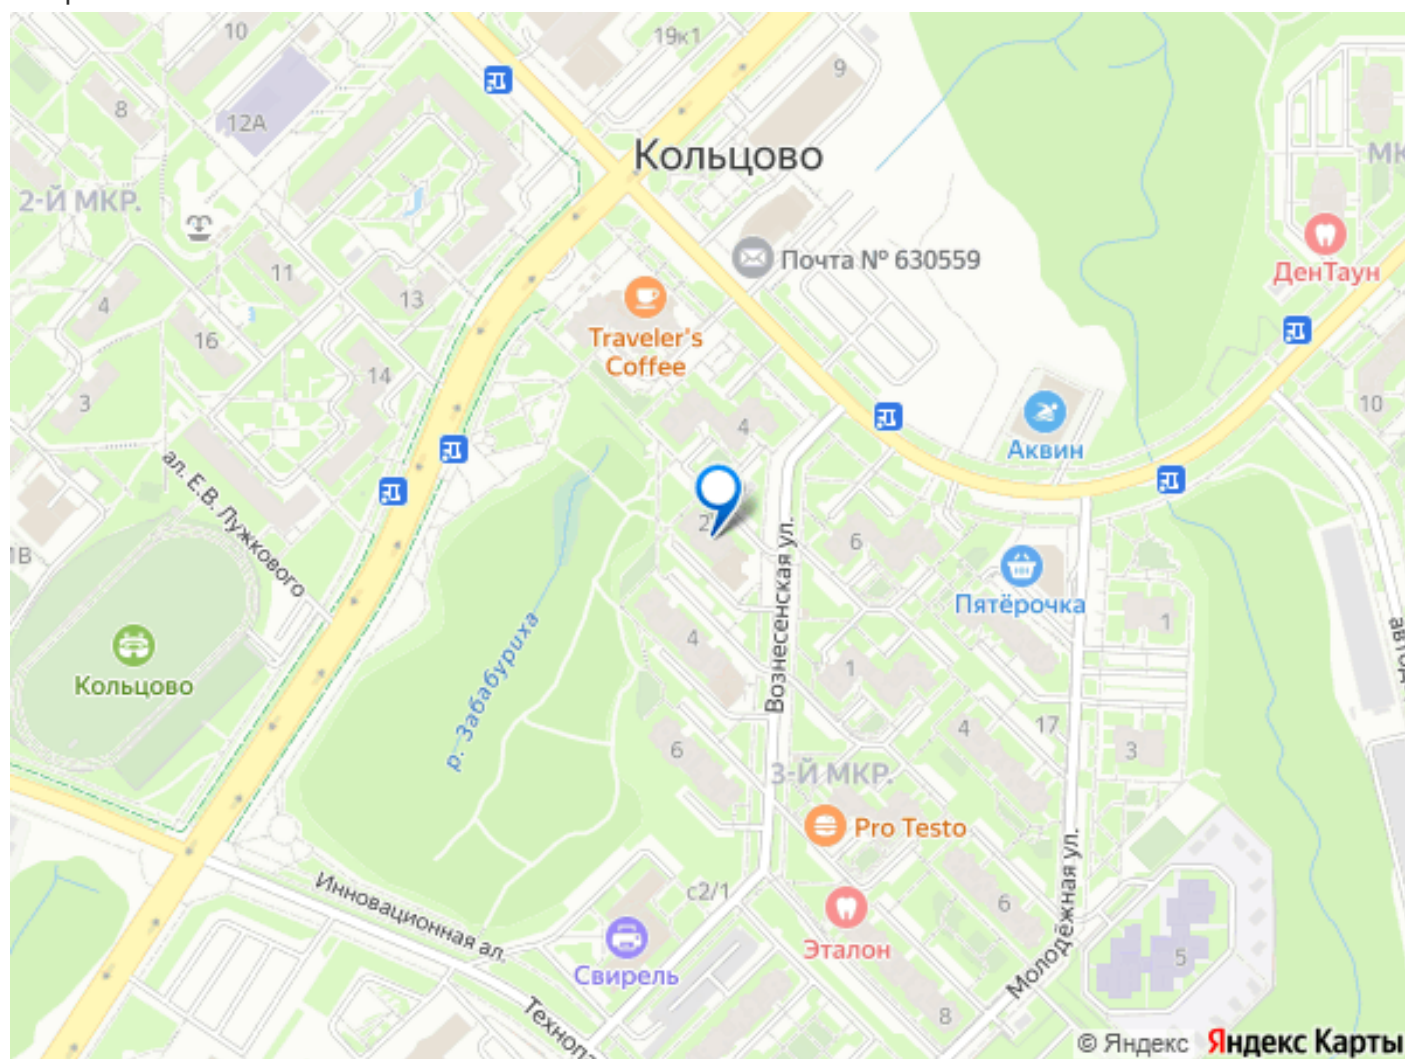 10
19к1
9
8
12А
Кольцово
МК
2-Й МКР.
Почта № 630559
ДенТаун
11
4
13
16
Traveler's
Coffee
14
3
10
4
Аквин
ал. Е.В. Лужкового
2
6
1В
Пятёрочка
Вознесенская ул.
1
4
Кольцово
р. Забабуриха
1
4
17
6
3
3-Й МКР.
Pro Testo
Инновационная ал.
с2/1
6
Молодёжная ул.
Эталон
5
Свирель
8
© Яндекс Яндекс Карты